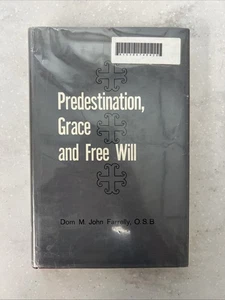 Predestination,
Grace
and Free Will
Dom M. John Farrelly, O.S.B.